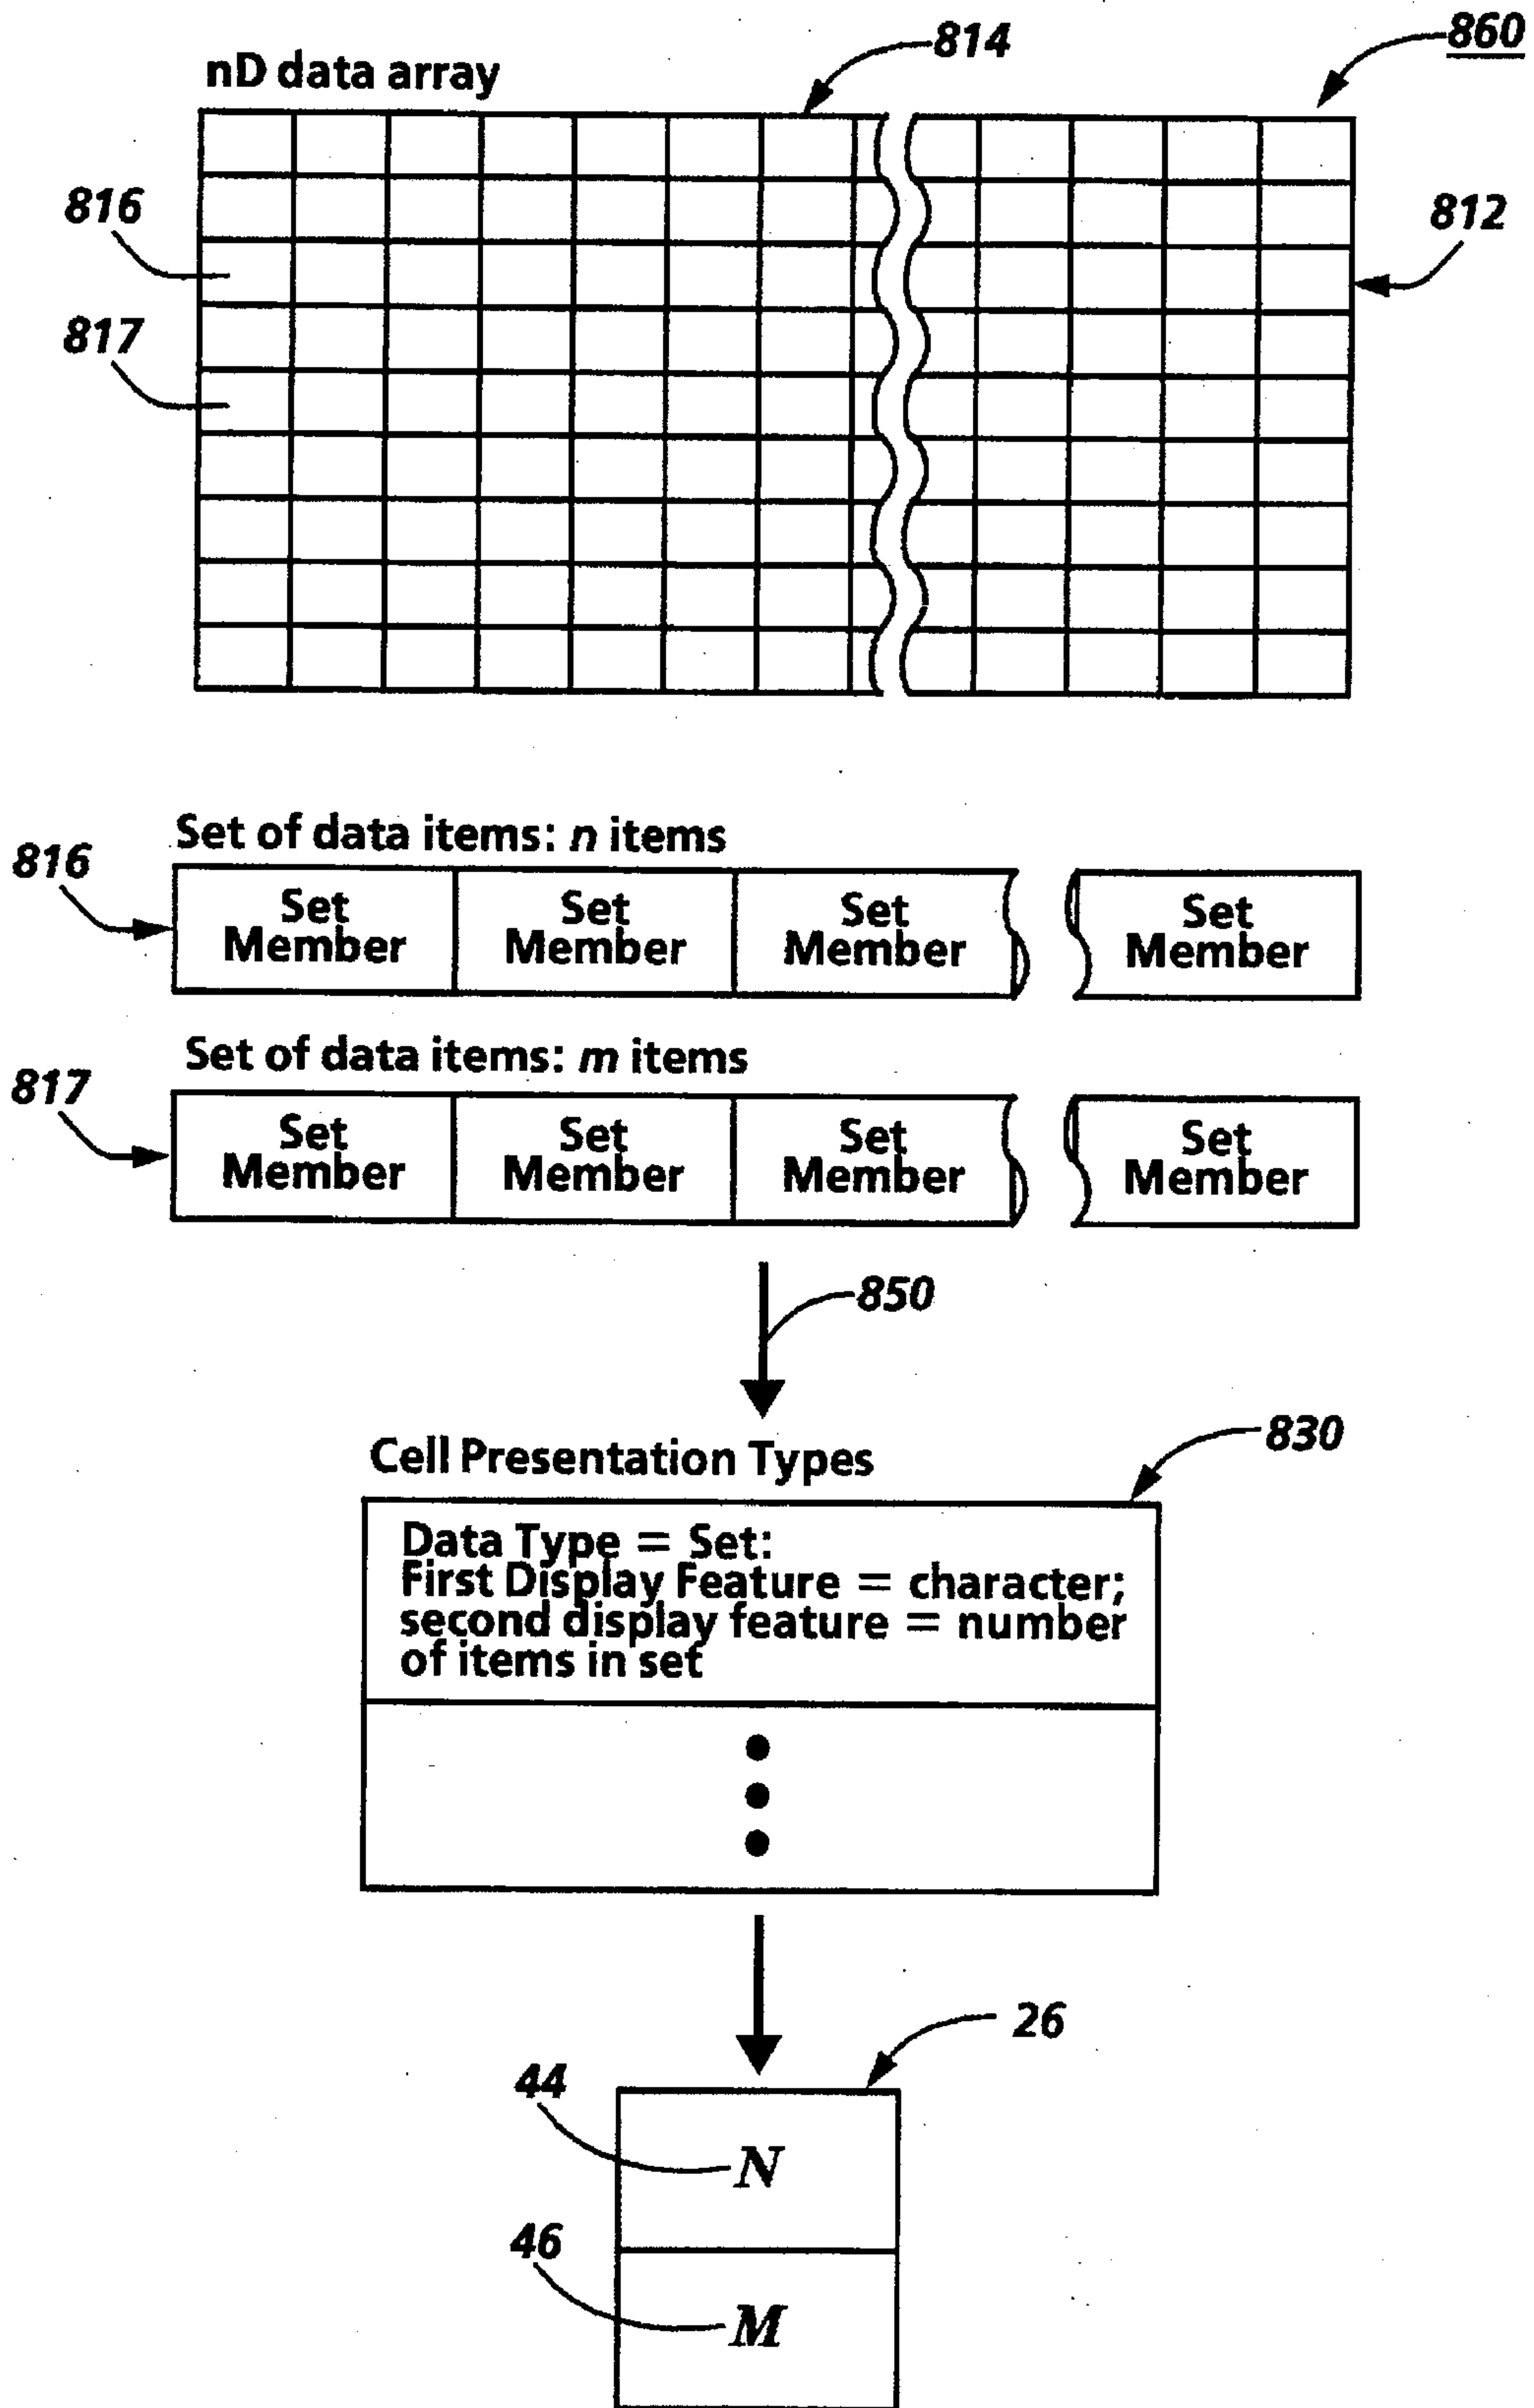 814
860
nD data array
816
812
817
Set of data items: n items
816
Set Member
Set Member
Set Member
Set Member
Set of data items: m items
817
Set Member
Set Member
Set Member
Set Member
850
Cell Presentation Types
830
Data Type = Set:
First Display Feature = character;
second display feature = number
of items in set
26
44
N
46
M